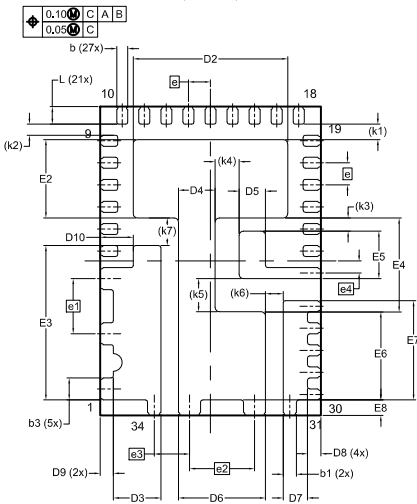 0.10 Ⓜ C A B
0.05 Ⓜ C
b (27x)
D2
L (21x)
e
10
18
9
19
(k2)
(k1)
(k4)
e
E2
D4
D5
(k3)
(k7)
D10
E5
E4
e4
(k5)
(k6)
e1
E3
E7
E6
1
30
E8
b3 (5x)
34
31
e3
D8 (4x)
D9 (2x)
e2
b1 (2x)
D3
D6
D7